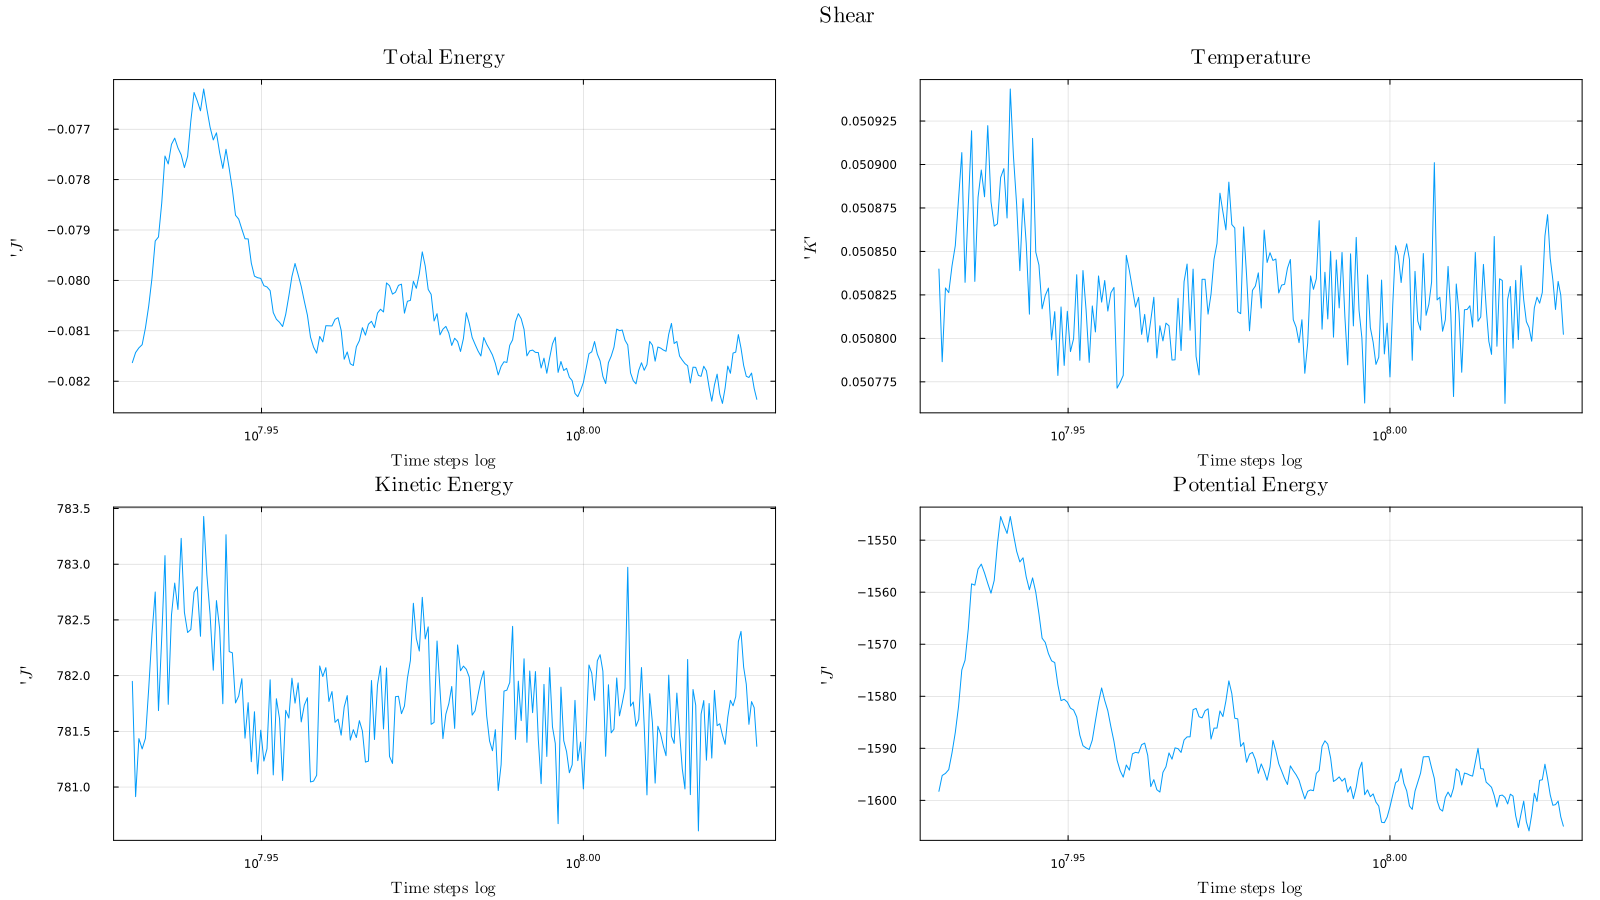 Shear
Total Energy
−0.077
−0.078
−0.079
−0.080
−0.081
−0.082
'J'
10^7.95
10^8.00
Time steps log
Temperature
0.050925
0.050900
0.050875
0.050850
0.050825
0.050800
0.050775
'K'
10^7.95
10^8.00
Time steps log
Kinetic Energy
783.5
783.0
782.5
782.0
781.5
781.0
'J'
10^7.95
10^8.00
Time steps log
Potential Energy
−1550
−1560
−1570
−1580
−1590
−1600
'J'
10^7.95
10^8.00
Time steps log